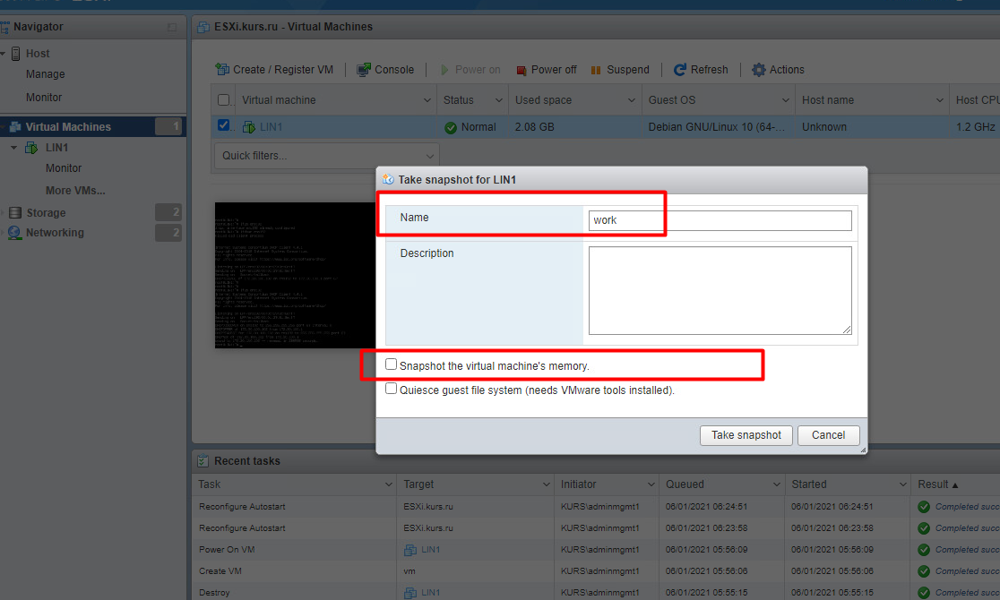 Navigator
Host
Manage
Monitor
Virtual Machines 1
LIN1
Monitor
More VMs...
Storage 2
Networking 2
ESXi.kurs.ru - Virtual Machines
Create / Register VM Console Power on Power off Suspend Refresh Actions
Virtual machine Status Used space Guest OS Host name Host CPU
LIN1 Normal 2.08 GB Debian GNU/Linux 10 (64-... Unknown 1.2 GHz
Quick filters...
Take snapshot for LIN1
Name work
Description
Snapshot the virtual machine's memory.
Quiesce guest file system (needs VMware tools installed).
Take snapshot Cancel
Recent tasks
Task Target Initiator Queued Started Result
Reconfigure Autostart ESXi.kurs.ru KURS\adminmgmt1 06/01/2021 06:24:51 06/01/2021 06:24:51 Completed succ
Reconfigure Autostart ESXi.kurs.ru KURS\adminmgmt1 06/01/2021 06:23:58 06/01/2021 06:23:58 Completed succ
Power On VM LIN1 KURS\adminmgmt1 06/01/2021 05:56:09 06/01/2021 05:56:09 Completed succ
Create VM vm KURS\adminmgmt1 06/01/2021 05:56:06 06/01/2021 05:56:06 Completed succ
Destroy LIN1 KURS\adminmgmt1 06/01/2021 05:55:15 06/01/2021 05:55:15 Completed succ